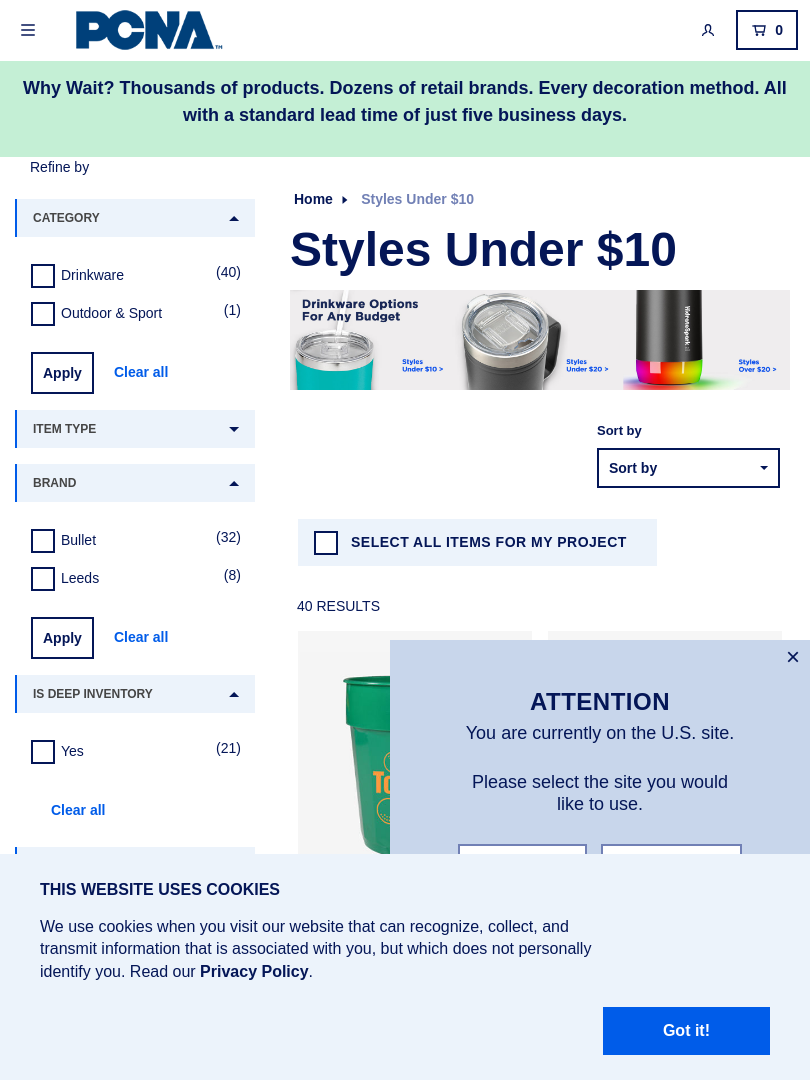 PCNA™
0
Why Wait? Thousands of products. Dozens of retail brands. Every decoration method. All
with a standard lead time of just five business days.
Refine by
CATEGORY
Drinkware (40)
Outdoor & Sport (1)
Apply Clear all
ITEM TYPE
BRAND
Bullet (32)
Leeds (8)
Apply Clear all
IS DEEP INVENTORY
Yes (21)
Clear all
Home Styles Under $10
Styles Under $10
Drinkware Options
For Any Budget
Styles
Under $10 >
Styles
Under $20 >
HidrateSpark
Styles
Over $20 >
Sort by
Sort by
SELECT ALL ITEMS FOR MY PROJECT
40 RESULTS
×
ATTENTION
You are currently on the U.S. site.
Please select the site you would
like to use.
THIS WEBSITE USES COOKIES
We use cookies when you visit our website that can recognize, collect, and
transmit information that is associated with you, but which does not personally
identify you. Read our Privacy Policy.
Got it!